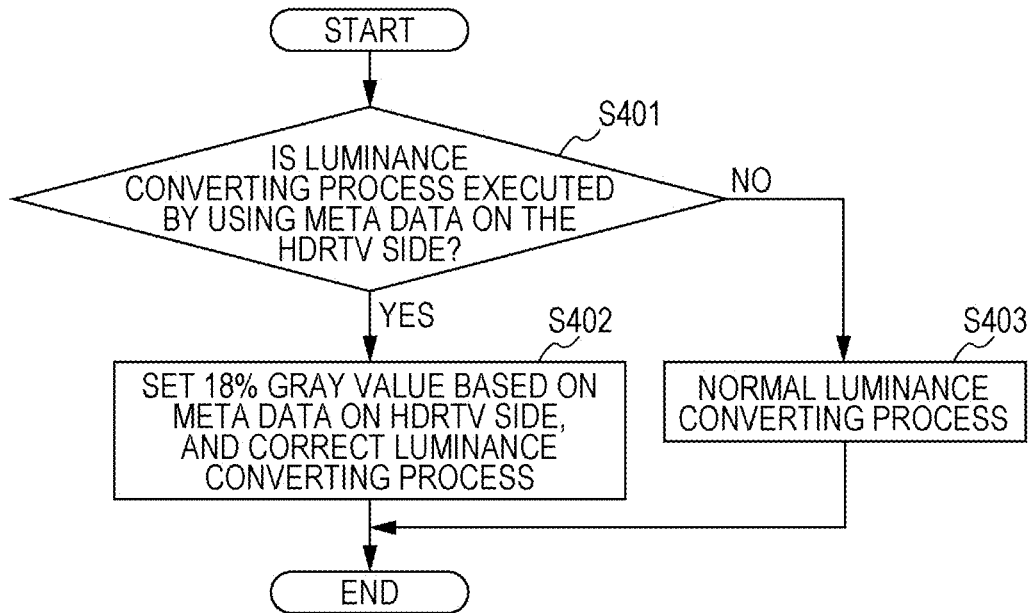 START
S401
IS LUMINANCE
CONVERTING PROCESS EXECUTED
BY USING META DATA ON THE
HDRTV SIDE?
NO
YES
S402
SET 18% GRAY VALUE BASED ON
META DATA ON HDRTV SIDE,
AND CORRECT LUMINANCE
CONVERTING PROCESS
S403
NORMAL LUMINANCE
CONVERTING PROCESS
END